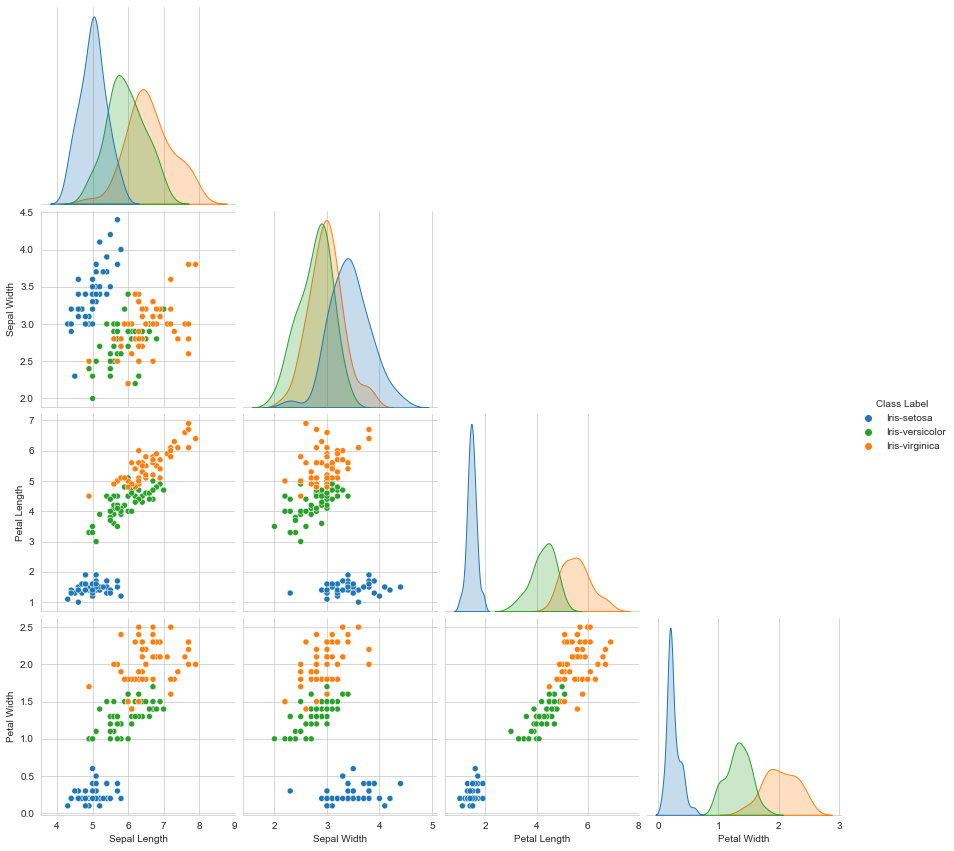 4.5
4.0
3.5
3.0
2.5
2.0
Sepal Width
7
6
5
4
3
2
1
Petal Length
Class Label
Iris-setosa
Iris-versicolor
Iris-virginica
2.5
2.0
1.5
1.0
0.5
0.0
Petal Width
4 5 6 7 8 9
Sepal Length
2 3 4 5
Sepal Width
2 4 6 8
Petal Length
0 1 2 3
Petal Width